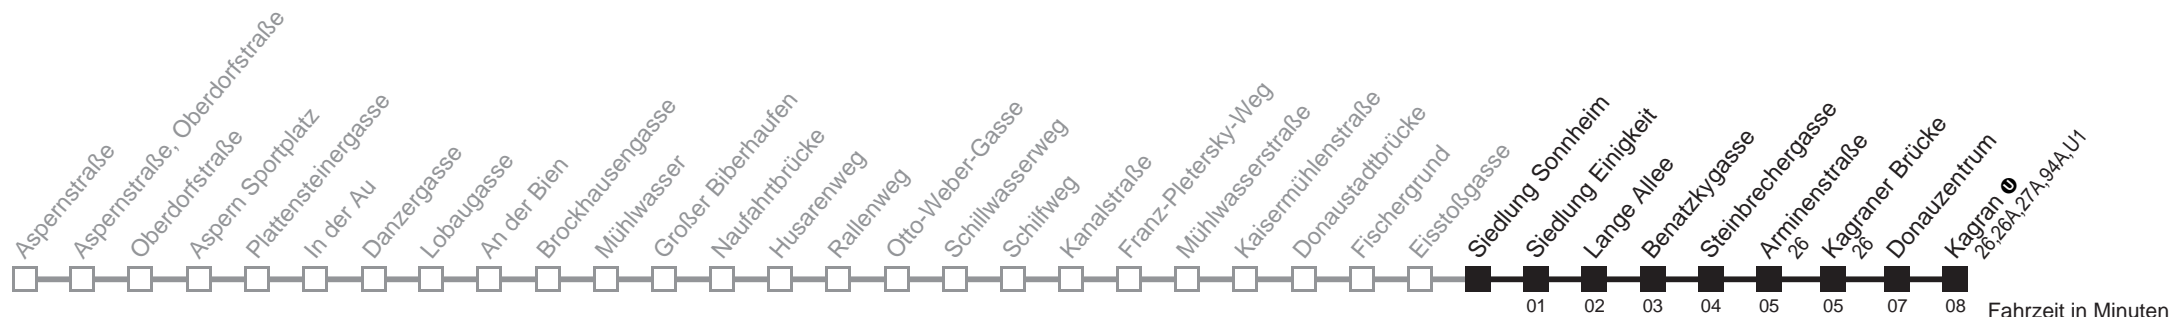 Aspernstraße
Aspernstraße, Oberdorfstraße
Oberdorfstraße
Aspern Sportplatz
Plattensteinergasse
In der Au
Danzergasse
Lobaugasse
An der Bien
Brockhausengasse
Mühlwasser
Großer Biberhaufen
Naufahrtbrücke
Husarenweg
Rallenweg
Otto-Weber-Gasse
Schillwasserweg
Schilfweg
Kanalstraße
Franz-Pletersky-Weg
Mühlwasserstraße
Kaisermühlenstraße
Donaustadtbrücke
Fischergrund
Eisstoßgasse
Siedlung Sonnheim
Siedlung Einigkeit
Lange Allee
Benatzkygasse
Steinbrechergasse
Arminenstraße
26
Kagraner Brücke
26
Donauzentrum
Kagran U
26,26A,27A,94A,U1
01 02 03 04 05 05 07 08 Fahrzeit in Minuten